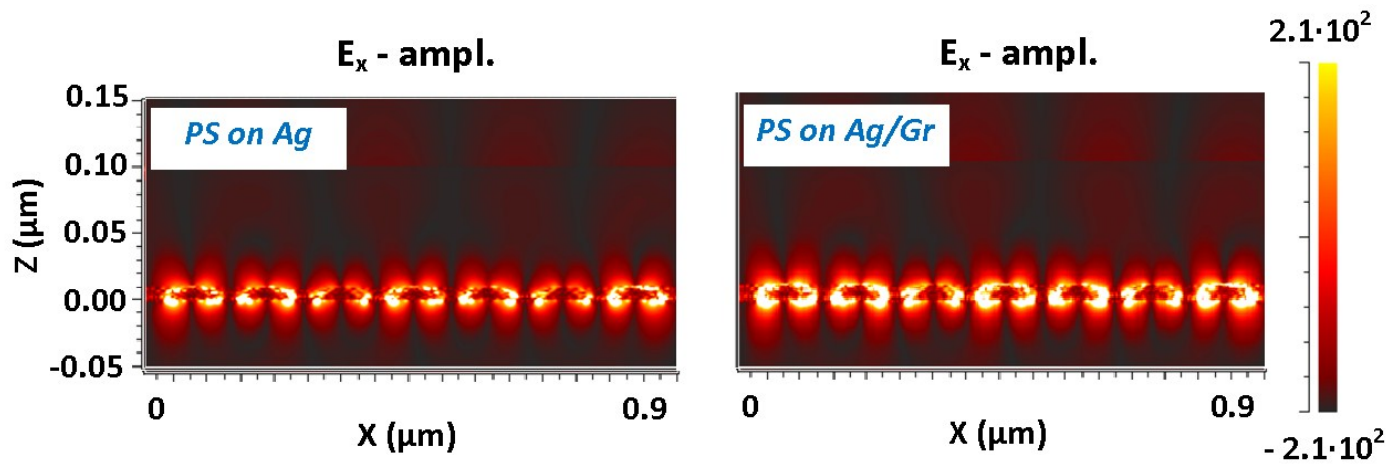 Eₓ - ampl.
Eₓ - ampl.
2.1·10²
PS on Ag
PS on Ag/Gr
0.15
0.10
0.05
0.00
-0.05
Z (µm)
0
0.9
X (µm)
0
0.9
X (µm)
- 2.1·10²